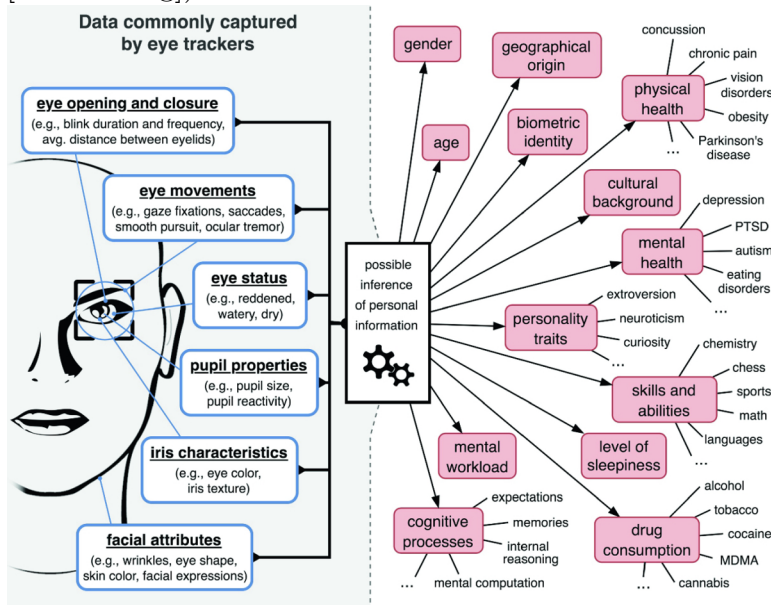 Data commonly captured
by eye trackers
eye opening and closure
(e.g., blink duration and frequency,
avg. distance between eyelids)
eye movements
(e.g., gaze fixations, saccades,
smooth pursuit, ocular tremor)
eye status
(e.g., reddened,
watery, dry)
pupil properties
(e.g., pupil size,
pupil reactivity)
iris characteristics
(e.g., eye color,
iris texture)
facial attributes
(e.g., wrinkles, eye shape,
skin color, facial expressions)
possible
inference
of personal
information
gender
geographical
origin
age
biometric
identity
physical
health
concussion
chronic pain
vision
disorders
obesity
Parkinson's
disease
...
cultural
background
mental
health
depression
PTSD
autism
eating
disorders
...
personality
traits
extroversion
neuroticism
curiosity
...
skills and
abilities
chemistry
chess
sports
math
languages
...
mental
workload
level of
sleepiness
cognitive
processes
expectations
memories
internal
reasoning
mental computation
...
drug
consumption
alcohol
tobacco
cocaine
MDMA
cannabis
...